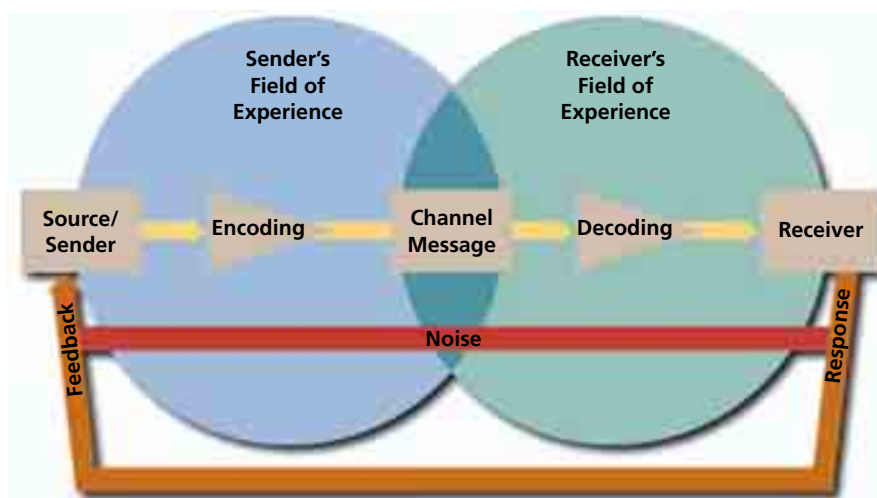 Sender's
Field of
Experience
Receiver's
Field of
Experience
Source/
Sender
Encoding
Channel
Message
Decoding
Receiver
Feedback
Noise
Response